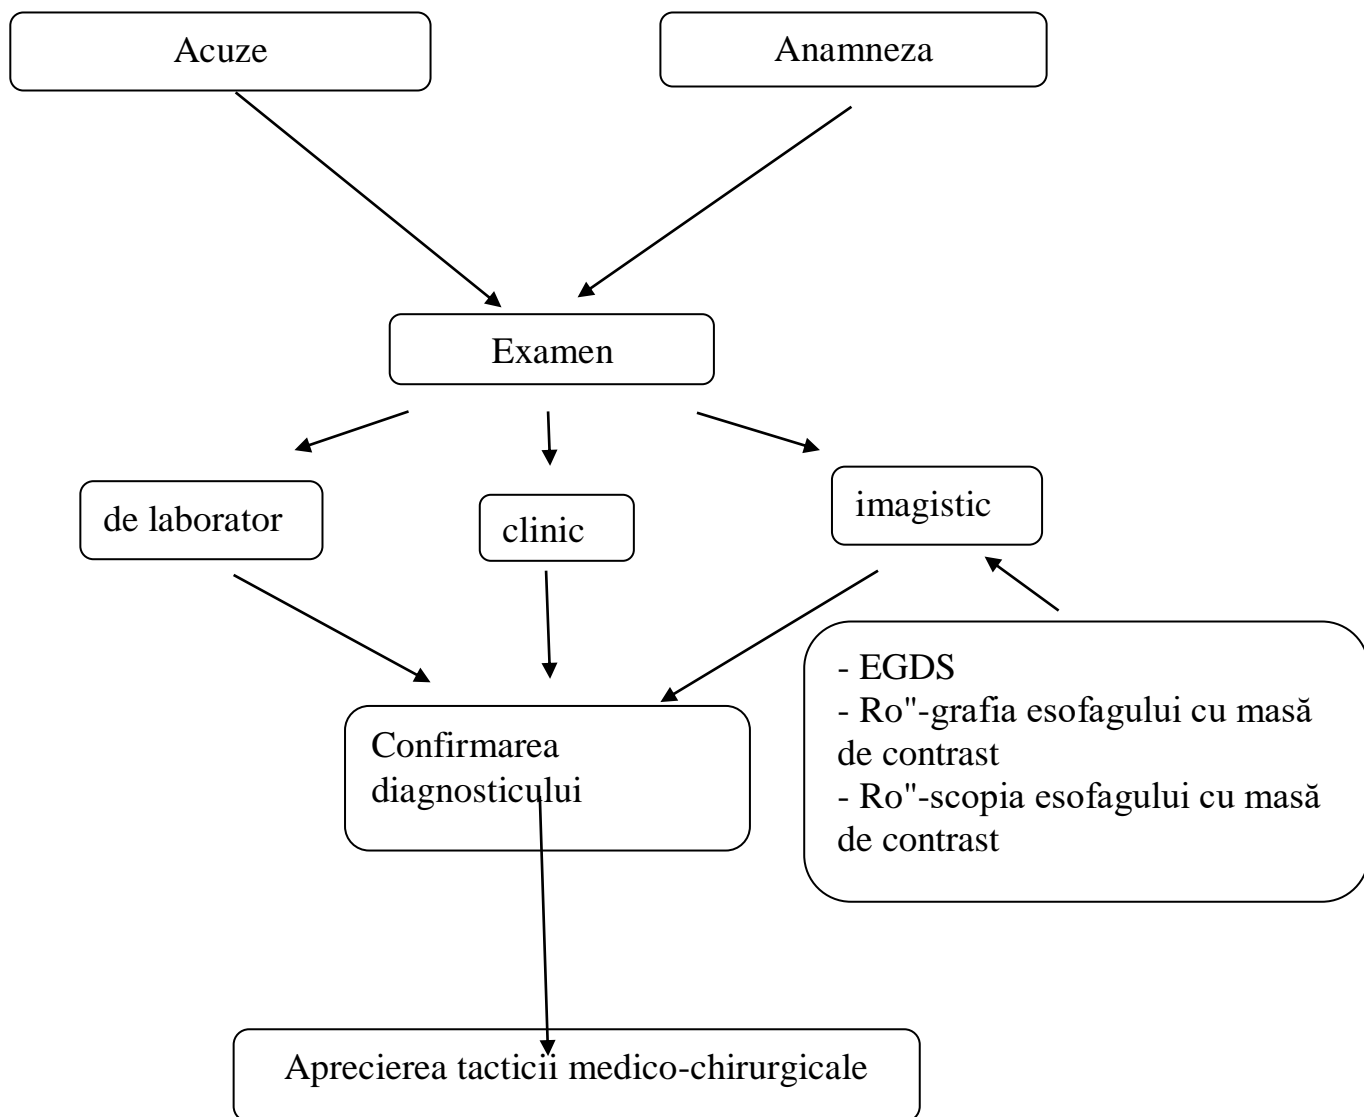 Acuze
Anamneza
Examen
de laborator
clinic
imagistic
- EGDS
- Ro"-grafia esofagului cu masă
de contrast
- Ro"-scopia esofagului cu masă
de contrast
Confirmarea
diagnosticului
Aprecierea tacticii medico-chirurgicale